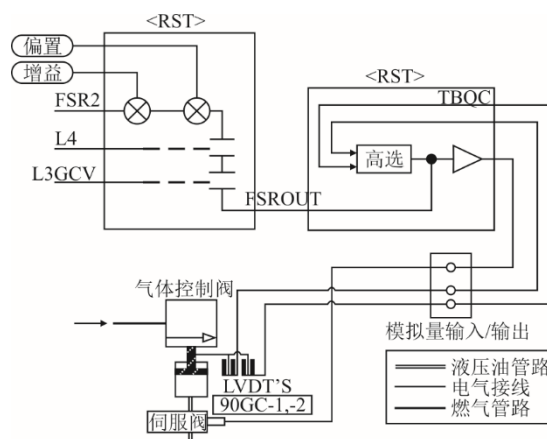 <RST>
偏置
增益
FSR2
L4
L3GCV
FSROUT
<RST>
TBQC
高选
气体控制阀
模拟量输入/输出
LVDT'S
90GC-1,-2
伺服阀
液压油管路
电气接线
燃气管路